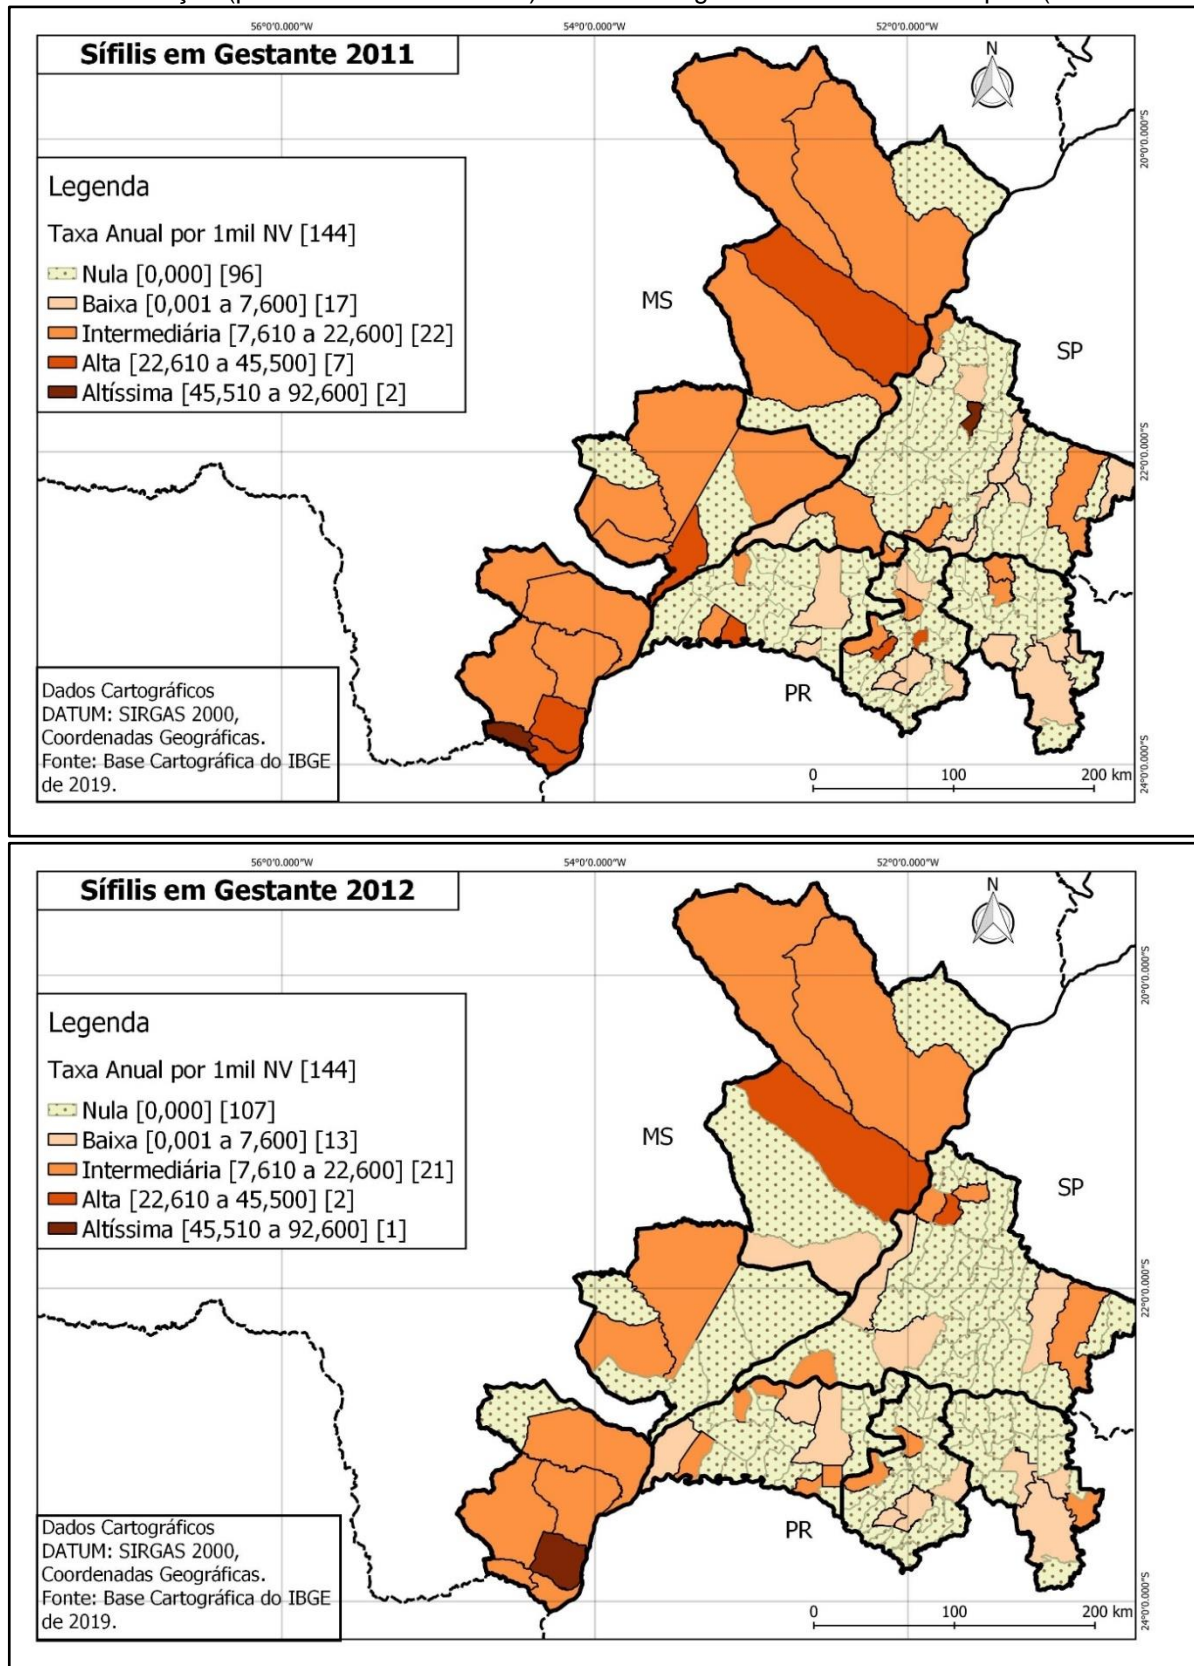 56°0'0.000"W
54°0'0.000"W
52°0'0.000"W
Sífilis em Gestante 2011
N
20°0'0.000"S
Legenda
Taxa Anual por 1mil NV [144]
Nula [0,000] [96]
Baixa [0,001 a 7,600] [17]
Intermediária [7,610 a 22,600] [22]
Alta [22,610 a 45,500] [7]
Altíssima [45,510 a 92,600] [2]
MS
SP
22°0'0.000"S
PR
Dados Cartográficos
DATUM: SIRGAS 2000,
Coordenadas Geográficas.
Fonte: Base Cartográfica do IBGE
de 2019.
0 100 200 km
24°0'0.000"S
56°0'0.000"W
54°0'0.000"W
52°0'0.000"W
Sífilis em Gestante 2012
N
20°0'0.000"S
Legenda
Taxa Anual por 1mil NV [144]
Nula [0,000] [107]
Baixa [0,001 a 7,600] [13]
Intermediária [7,610 a 22,600] [21]
Alta [22,610 a 45,500] [2]
Altíssima [45,510 a 92,600] [1]
MS
SP
22°0'0.000"S
PR
Dados Cartográficos
DATUM: SIRGAS 2000,
Coordenadas Geográficas.
Fonte: Base Cartográfica do IBGE
de 2019.
0 100 200 km
24°0'0.000"S